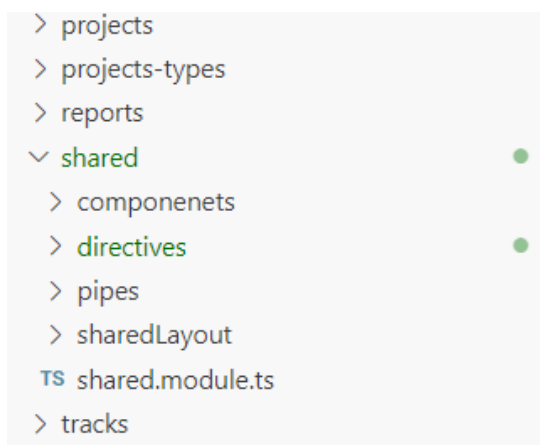 projects
projects-types
reports
shared
componenets
directives
pipes
sharedLayout
TS shared.module.ts
tracks